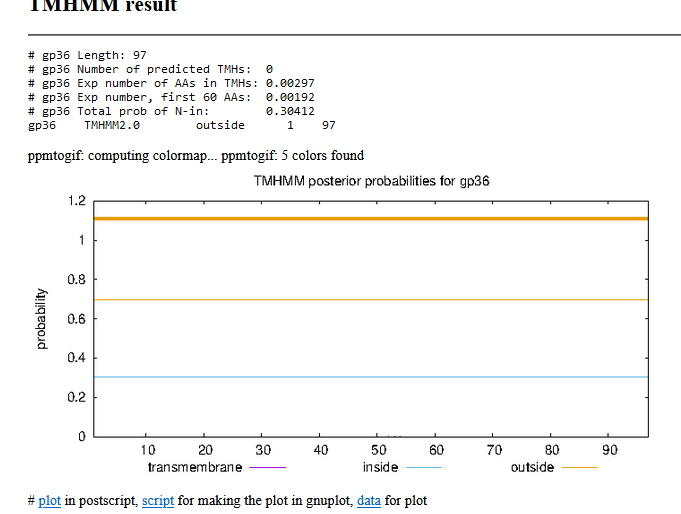 TMHMM result
# gp36 Length: 97
# gp36 Number of predicted TMHs:  0
# gp36 Exp number of AAs in TMHs: 0.00297
# gp36 Exp number, first 60 AAs:  0.00192
# gp36 Total prob of N-in:        0.30412
gp36    TMHMM2.0        outside      1    97
ppmtogif: computing colormap... ppmtogif: 5 colors found
TMHMM posterior probabilities for gp36
1.2
1
0.8
0.6
0.4
0.2
0
probability
10 20 30 40 50 60 70 80 90
transmembrane inside outside
# plot in postscript, script for making the plot in gnuplot, data for plot